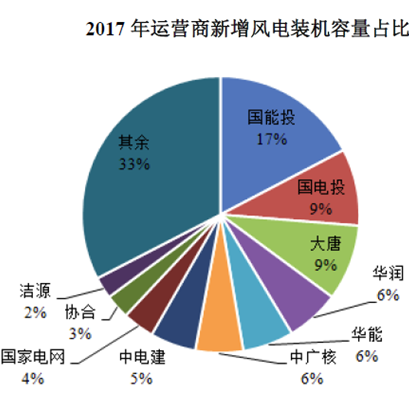 2017 年运营商新增风电装机容量占比
国能投
17%
国电投
9%
大唐
9%
华润
6%
华能
6%
中广核
6%
中电建
5%
国家电网
4%
协合
3%
洁源
2%
其余
33%